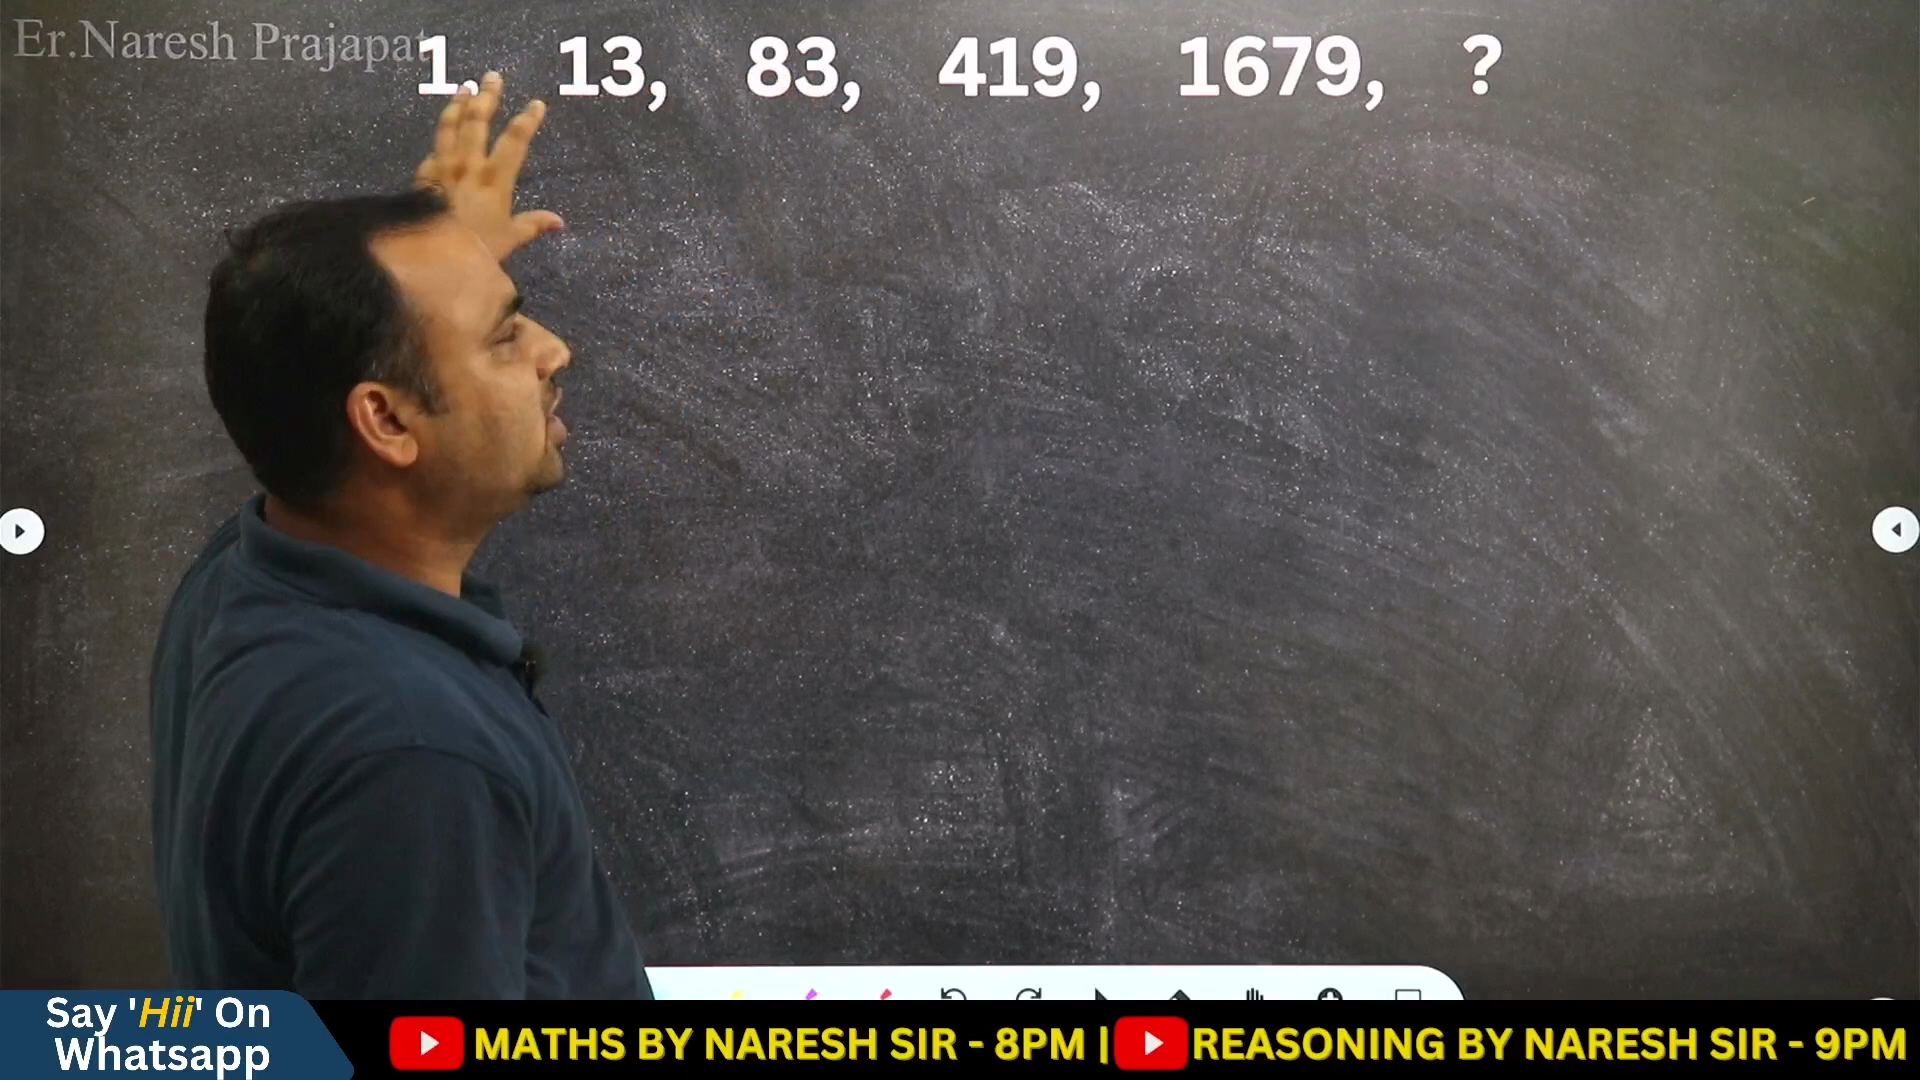 Er.Naresh Prajapat
1, 13, 83, 419, 1679, ?
Say 'Hii' On
Whatsapp
MATHS BY NARESH SIR - 8PM | REASONING BY NARESH SIR - 9PM